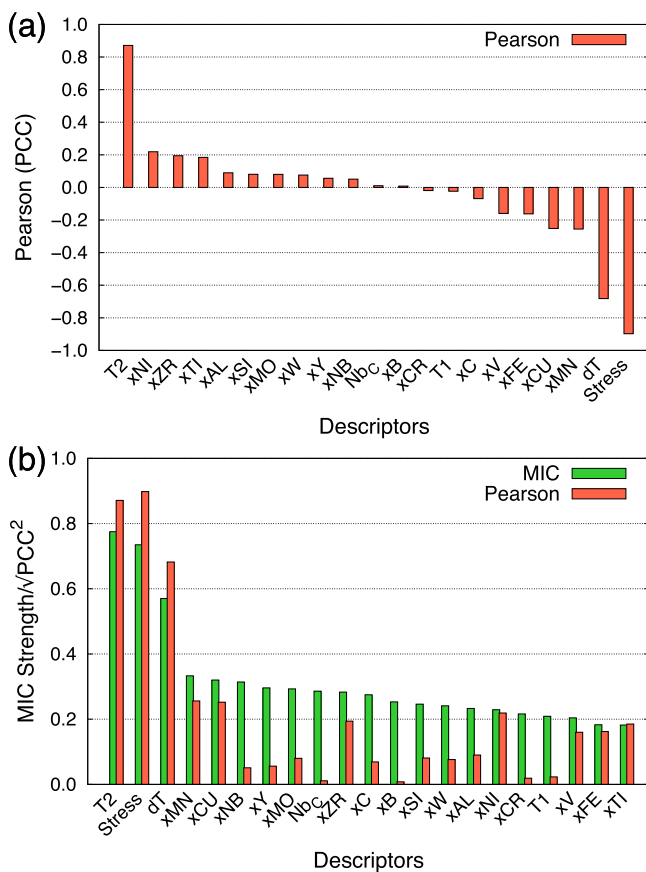 (a)
Pearson
Pearson (PCC)
1.0
0.8
0.6
0.4
0.2
0.0
−0.2
−0.4
−0.6
−0.8
−1.0
T2 xNI xZR xTI xAL xSI xMO xW xY xNB Nb_C xB xCR T1 xC xV xFE xCU xMN dT Stress
Descriptors
(b)
MIC
Pearson
MIC Strength/√PCC²
1.0
0.8
0.6
0.4
0.2
0.0
T2 Stress dT xMN xCU xNB xY xMO Nb_C xZR xC xB xSI xW xAL xNI xCR T1 xV xFE xTI
Descriptors